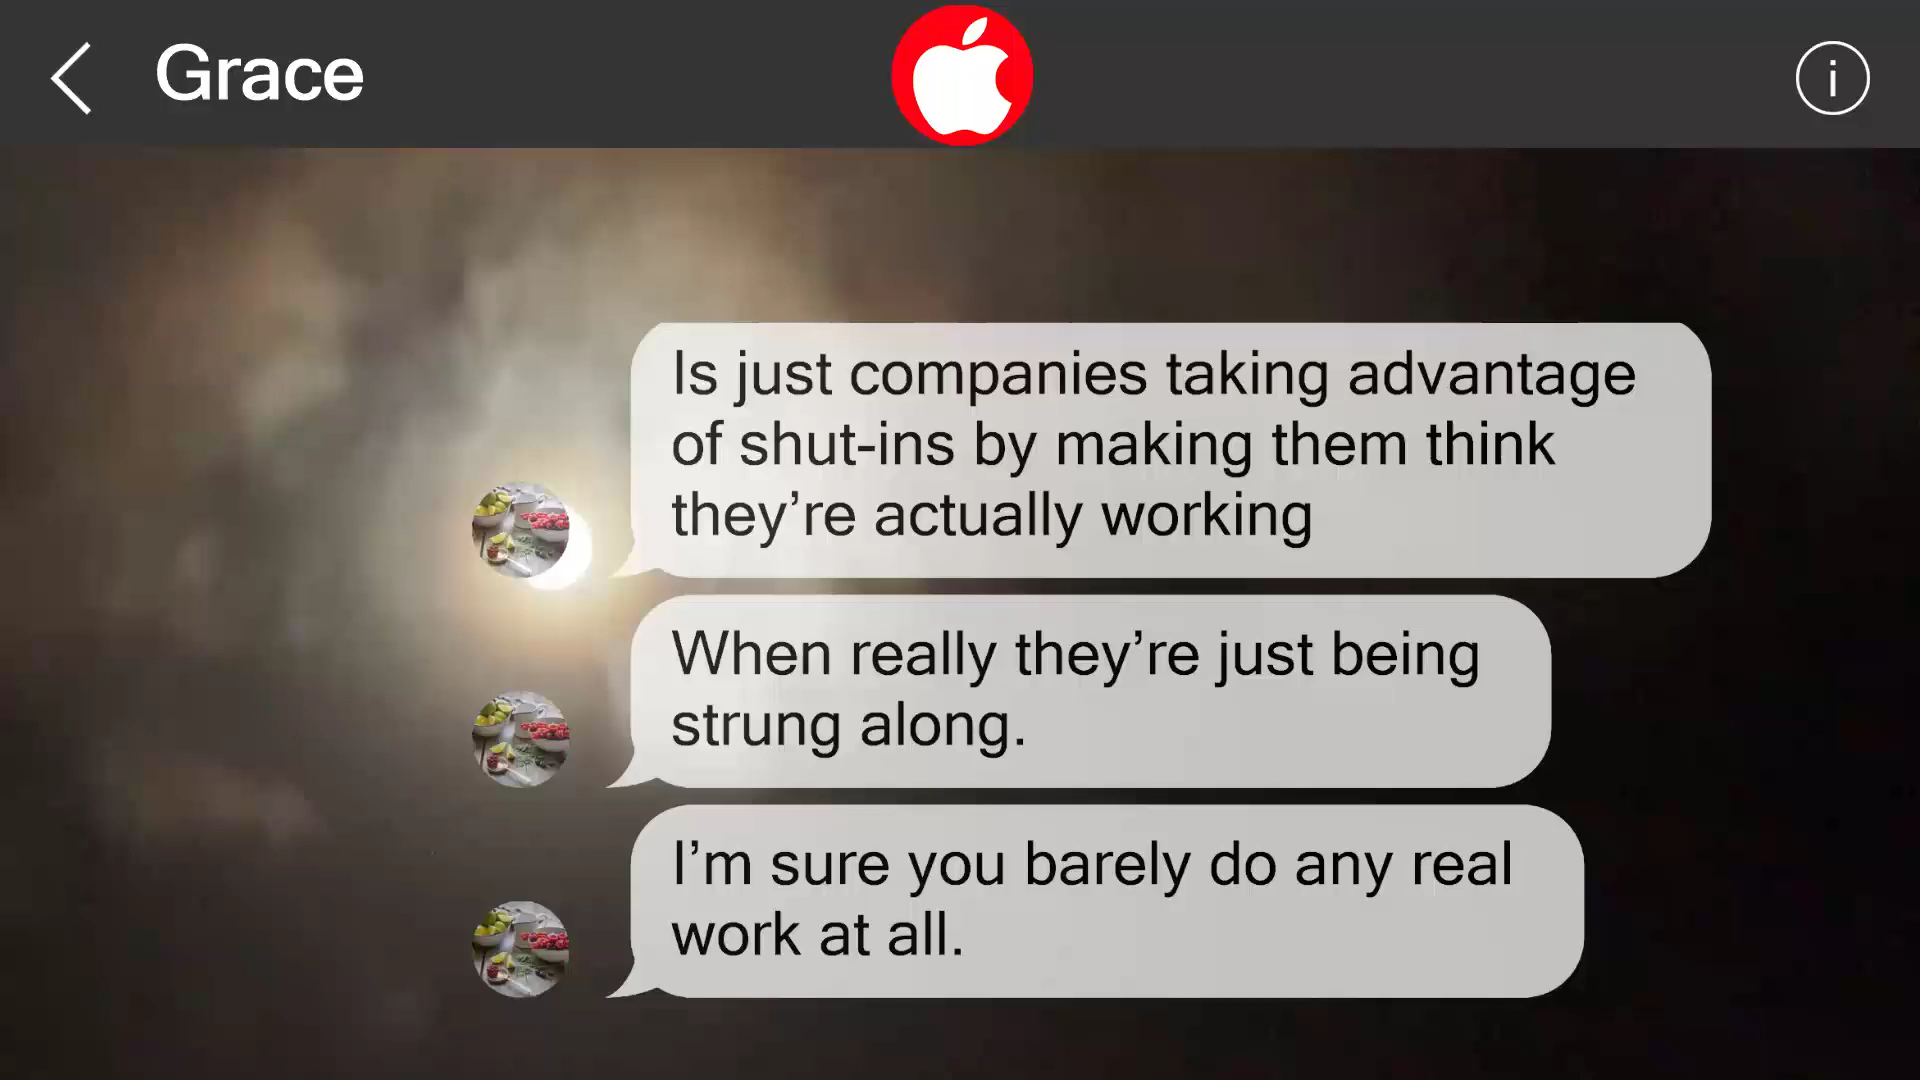 Grace
Is just companies taking advantage
of shut-ins by making them think
they’re actually working
When really they’re just being
strung along.
I’m sure you barely do any real
work at all.